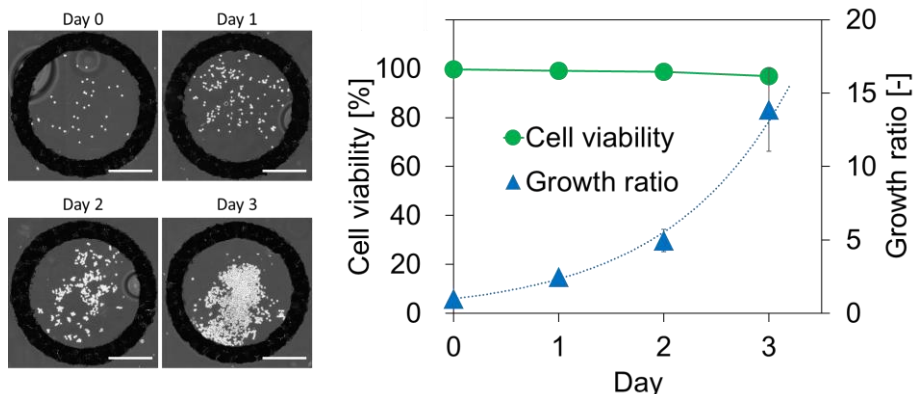 Day 0
Day 1
Day 2
Day 3
Cell viability [%]
100
80
60
40
20
0
Cell viability
Growth ratio
20
15
10
5
0
Growth ratio [-]
0 1 2 3
Day